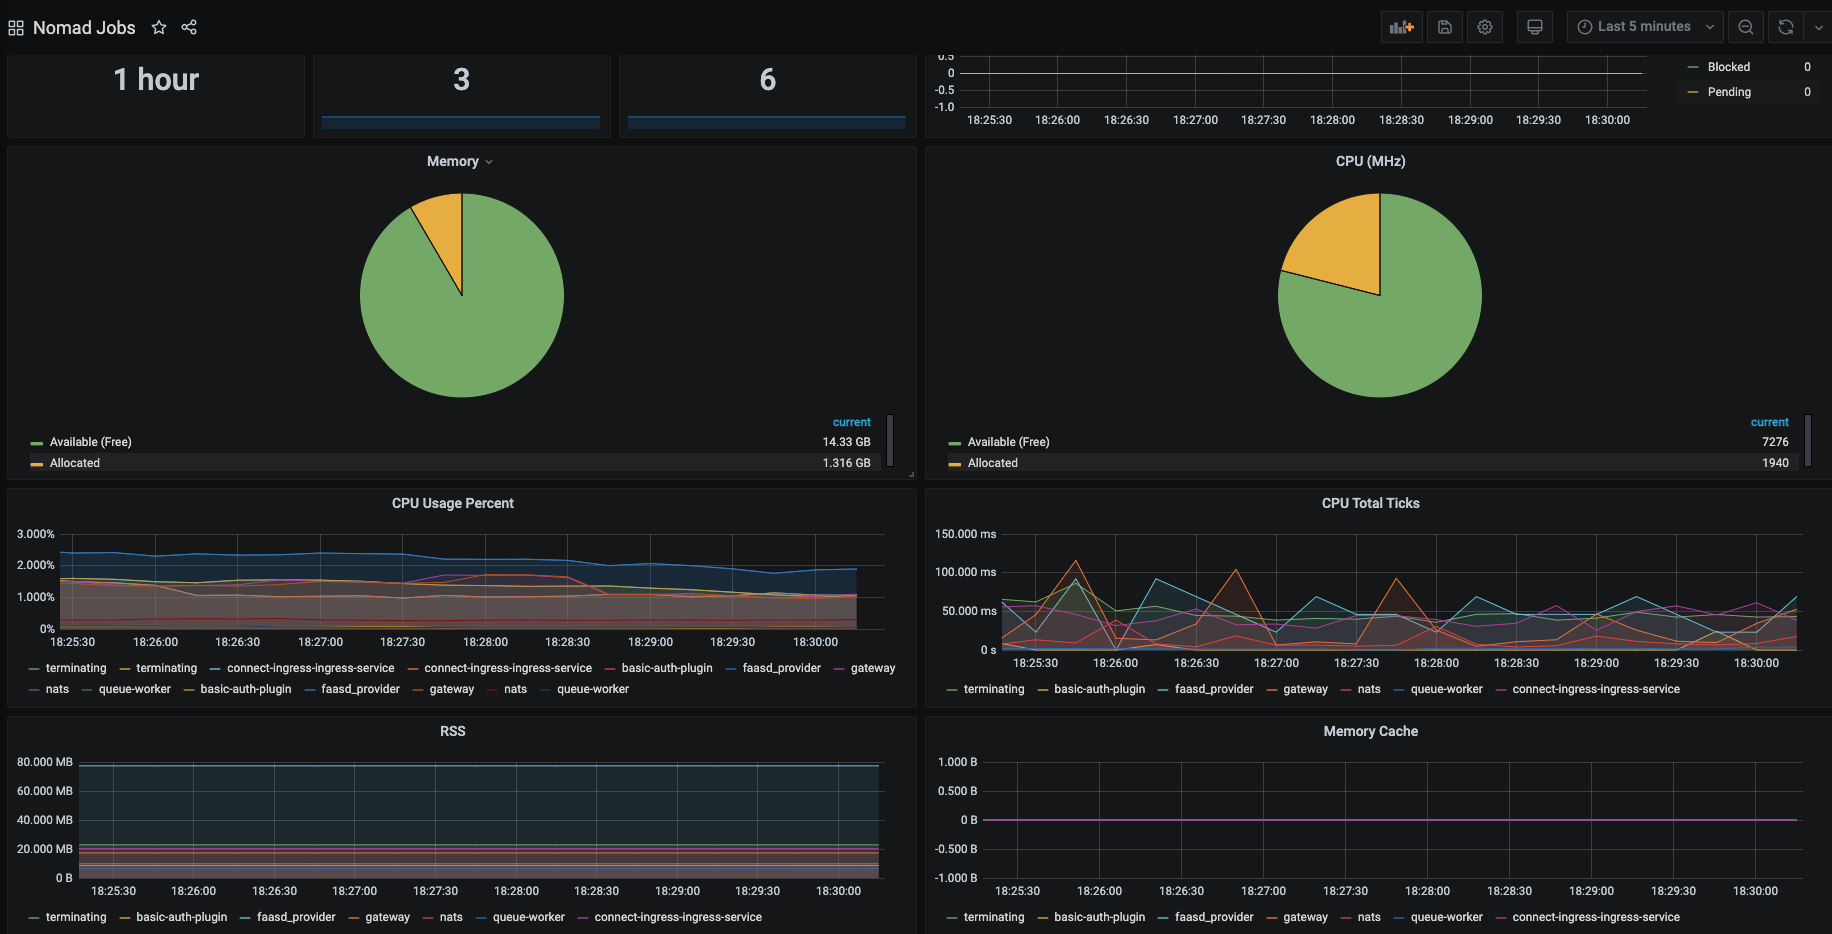 Nomad Jobs
Last 5 minutes
1 hour
3
6
0.5
0
-0.5
-1.0
18:25:30 18:26:00 18:26:30 18:27:00 18:27:30 18:28:00 18:28:30 18:29:00 18:29:30 18:30:00
Blocked 0
Pending 0
Memory
current
Available (Free) 14.33 GB
Allocated 1.316 GB
CPU (MHz)
current
Available (Free) 7276
Allocated 1940
CPU Usage Percent
3.000%
2.000%
1.000%
0%
18:25:30 18:26:00 18:26:30 18:27:00 18:27:30 18:28:00 18:28:30 18:29:00 18:29:30 18:30:00
terminating terminating connect-ingress-ingress-service connect-ingress-ingress-service basic-auth-plugin faasd_provider gateway
nats queue-worker basic-auth-plugin faasd_provider gateway nats queue-worker
CPU Total Ticks
150.000 ms
100.000 ms
50.000 ms
0 s
18:25:30 18:26:00 18:26:30 18:27:00 18:27:30 18:28:00 18:28:30 18:29:00 18:29:30 18:30:00
terminating basic-auth-plugin faasd_provider gateway nats queue-worker connect-ingress-ingress-service
RSS
80.000 MB
60.000 MB
40.000 MB
20.000 MB
0 B
18:25:30 18:26:00 18:26:30 18:27:00 18:27:30 18:28:00 18:28:30 18:29:00 18:29:30 18:30:00
terminating basic-auth-plugin faasd_provider gateway nats queue-worker connect-ingress-ingress-service
Memory Cache
1.000 B
0.500 B
0 B
-0.500 B
-1.000 B
18:25:30 18:26:00 18:26:30 18:27:00 18:27:30 18:28:00 18:28:30 18:29:00 18:29:30 18:30:00
terminating basic-auth-plugin faasd_provider gateway nats queue-worker connect-ingress-ingress-service